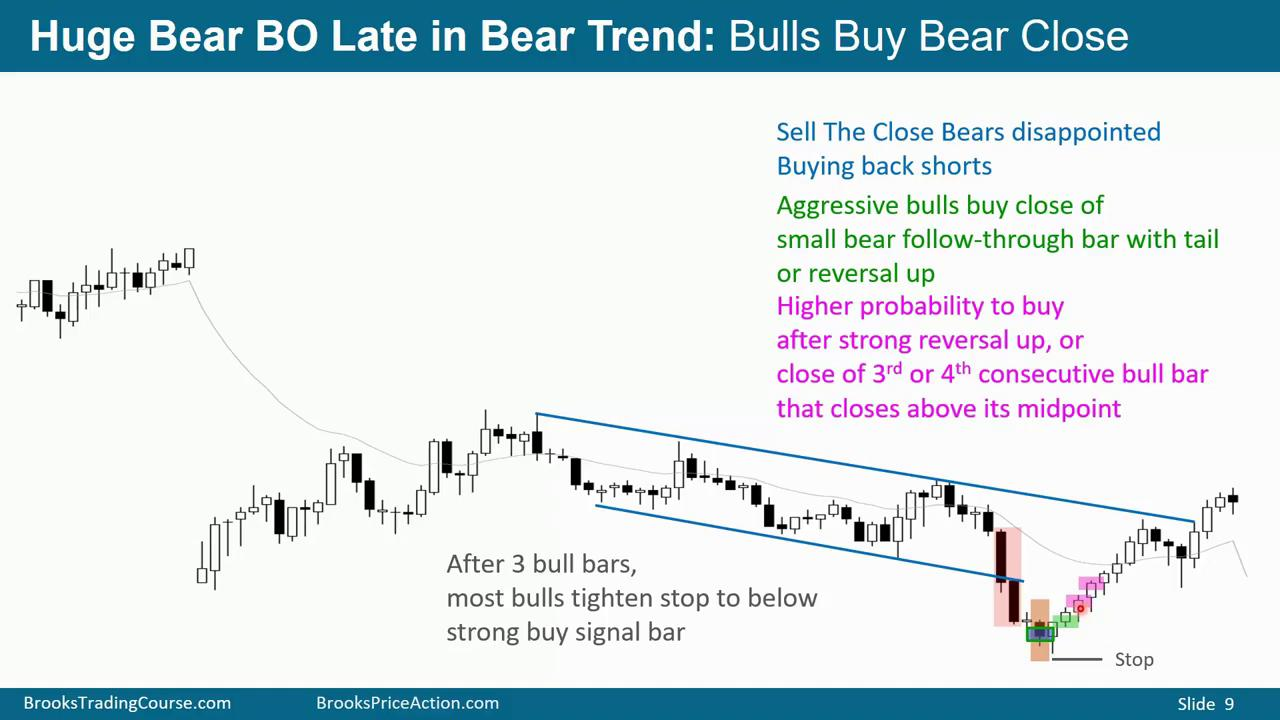 Huge Bear BO Late in Bear Trend: Bulls Buy Bear Close
Sell The Close Bears disappointed
Buying back shorts
Aggressive bulls buy close of
small bear follow-through bar with tail
or reversal up
Higher probability to buy
after strong reversal up, or
close of 3rd or 4th consecutive bull bar
that closes above its midpoint
After 3 bull bars,
most bulls tighten stop to below
strong buy signal bar
Stop
BrooksTradingCourse.com
BrooksPriceAction.com
Slide 9